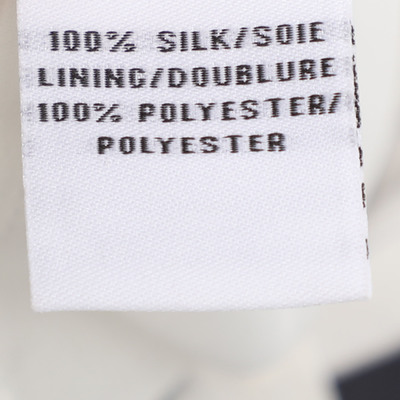 100% SILK/SOIE
LINING/DOUBLURE
100% POLYESTER/
POLYESTER